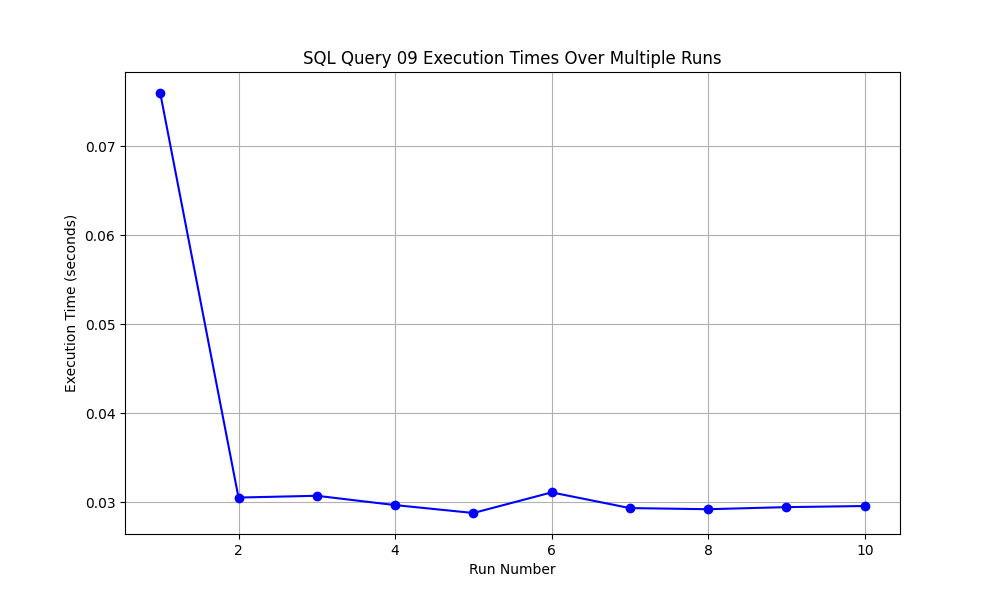 SQL Query 09 Execution Times Over Multiple Runs
0.07
0.06
0.05
0.04
0.03
Execution Time (seconds)
2 4 6 8 10
Run Number